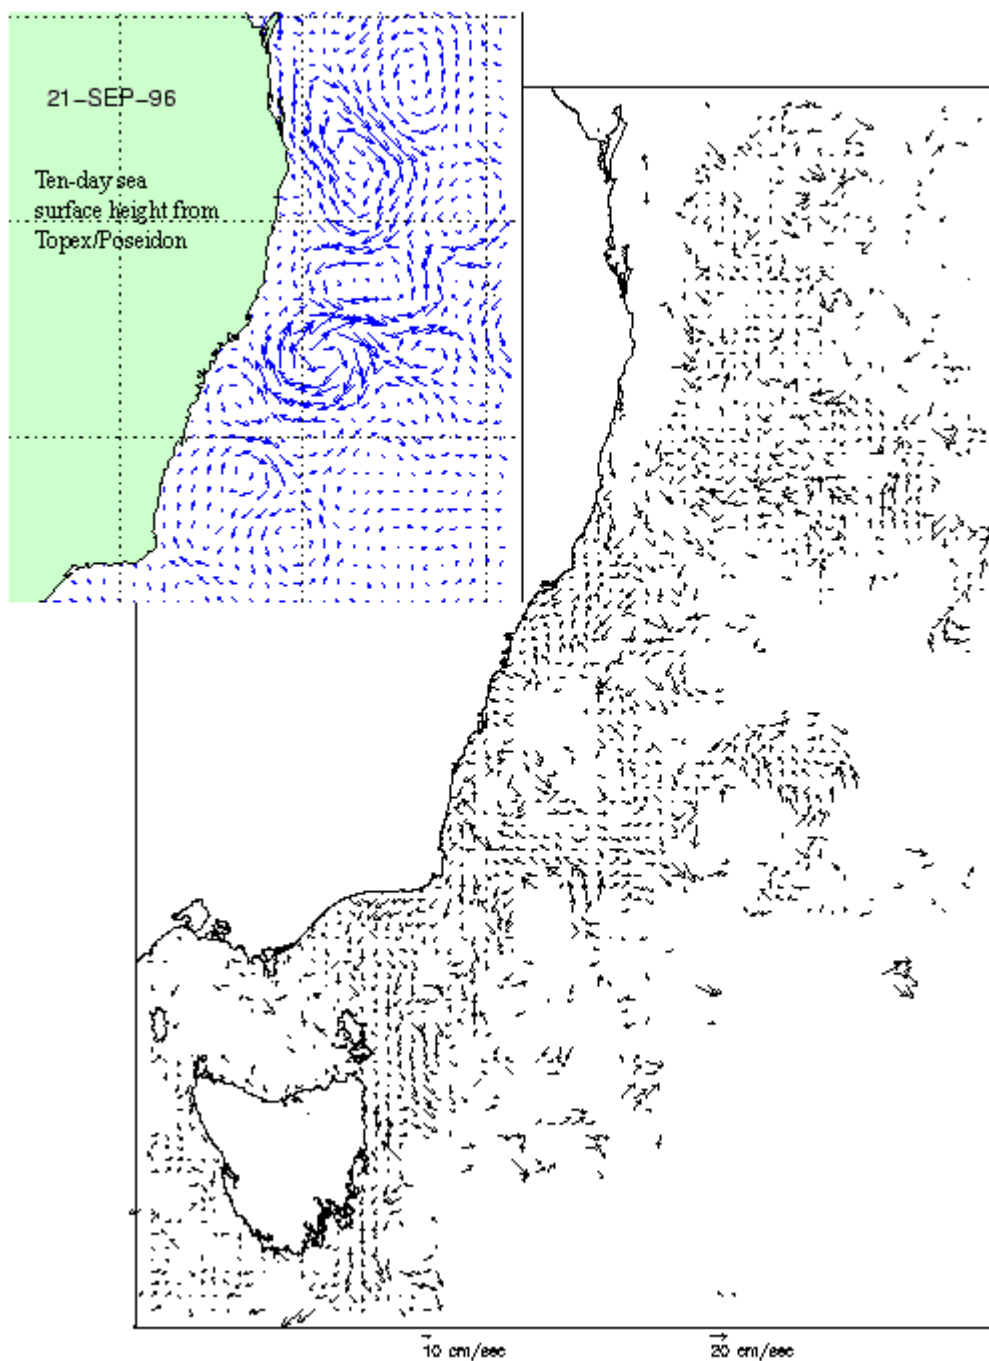 21-SEP-96
Ten-day sea
surface height from
Topex/Poseidon
10 cm/sec
20 cm/sec